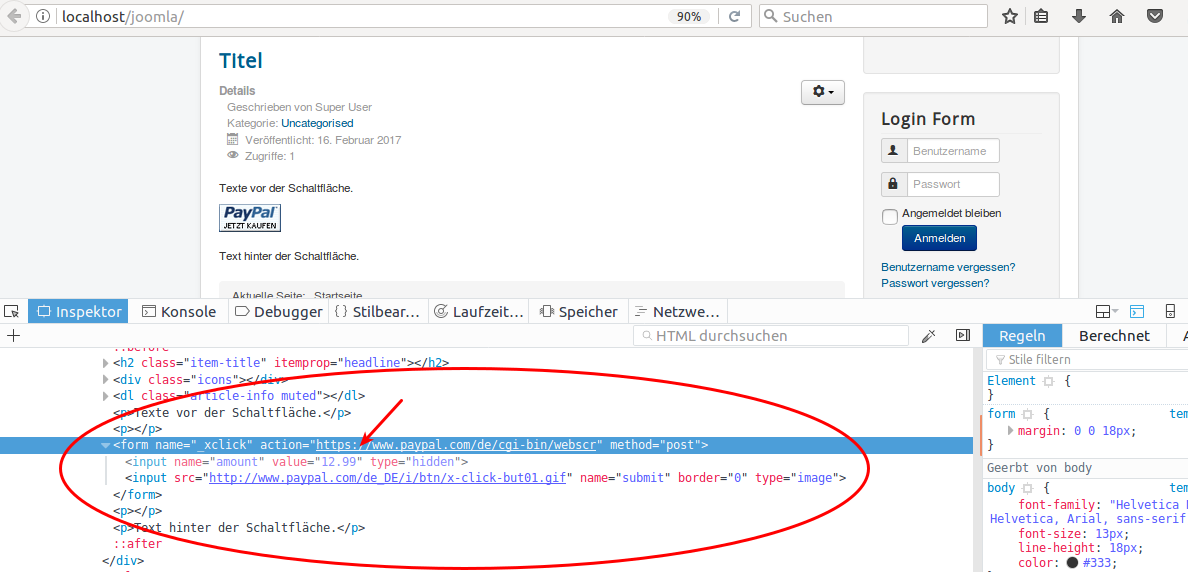 localhost/joomla/ 90% Suchen
Titel
Details
Geschrieben von Super User
Kategorie: Uncategorised
Veröffentlicht: 16. Februar 2017
Zugriffe: 1
Texte vor der Schaltfläche.
PayPal
JETZT KAUFEN
Text hinter der Schaltfläche.
Aktuelle Seite: Startseite
Login Form
Benutzername
Passwort
Angemeldet bleiben
Anmelden
Benutzername vergessen?
Passwort vergessen?
Inspektor Konsole Debugger { } Stilbear… Laufzeit… Speicher Netzwe…
+ HTML durchsuchen
::before
<h2 class="item-title" itemprop="headline"></h2>
<div class="icons"></div>
<dl class="article-info muted"></dl>
<p>Texte vor der Schaltfläche.</p>
<p></p>
<form name="_xclick" action="https://www.paypal.com/de/cgi-bin/webscr" method="post">
<input name="amount" value="12.99" type="hidden">
<input src="http://www.paypal.com/de_DE/i/btn/x-click-but01.gif" name="submit" border="0" type="image">
</form>
<p></p>
<p>Text hinter der Schaltfläche.</p>
::after
</div>
Regeln Berechnet
Stile filtern
Element {
}
form { tem
margin: 0 0 18px;
}
Geerbt von body
body { tem
font-family: "Helvetica
Helvetica, Arial, sans-serif
font-size: 13px;
line-height: 18px;
color: #333;